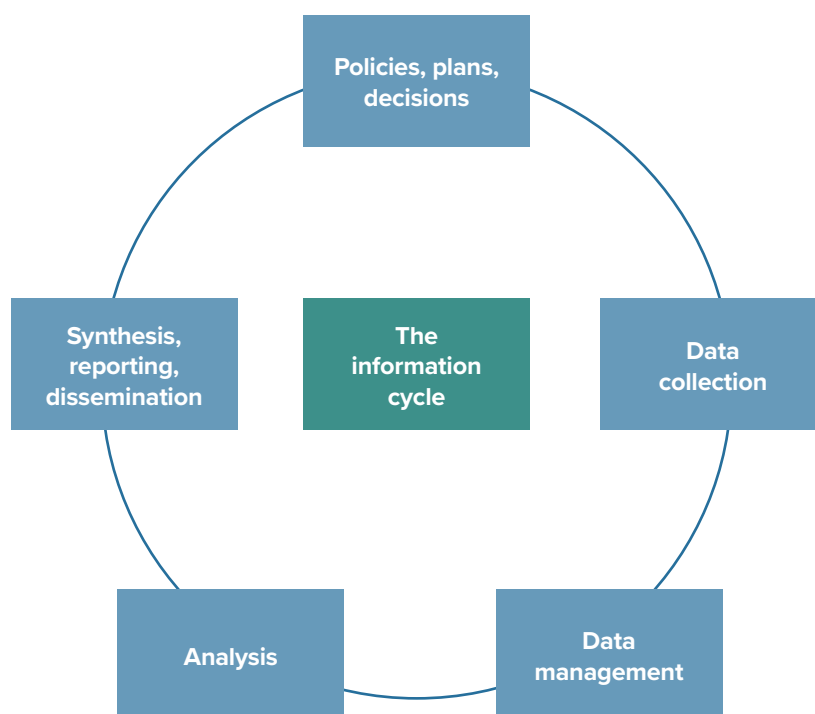 Policies, plans,
decisions
Synthesis,
reporting,
dissemination
The
information
cycle
Data
collection
Analysis
Data
management